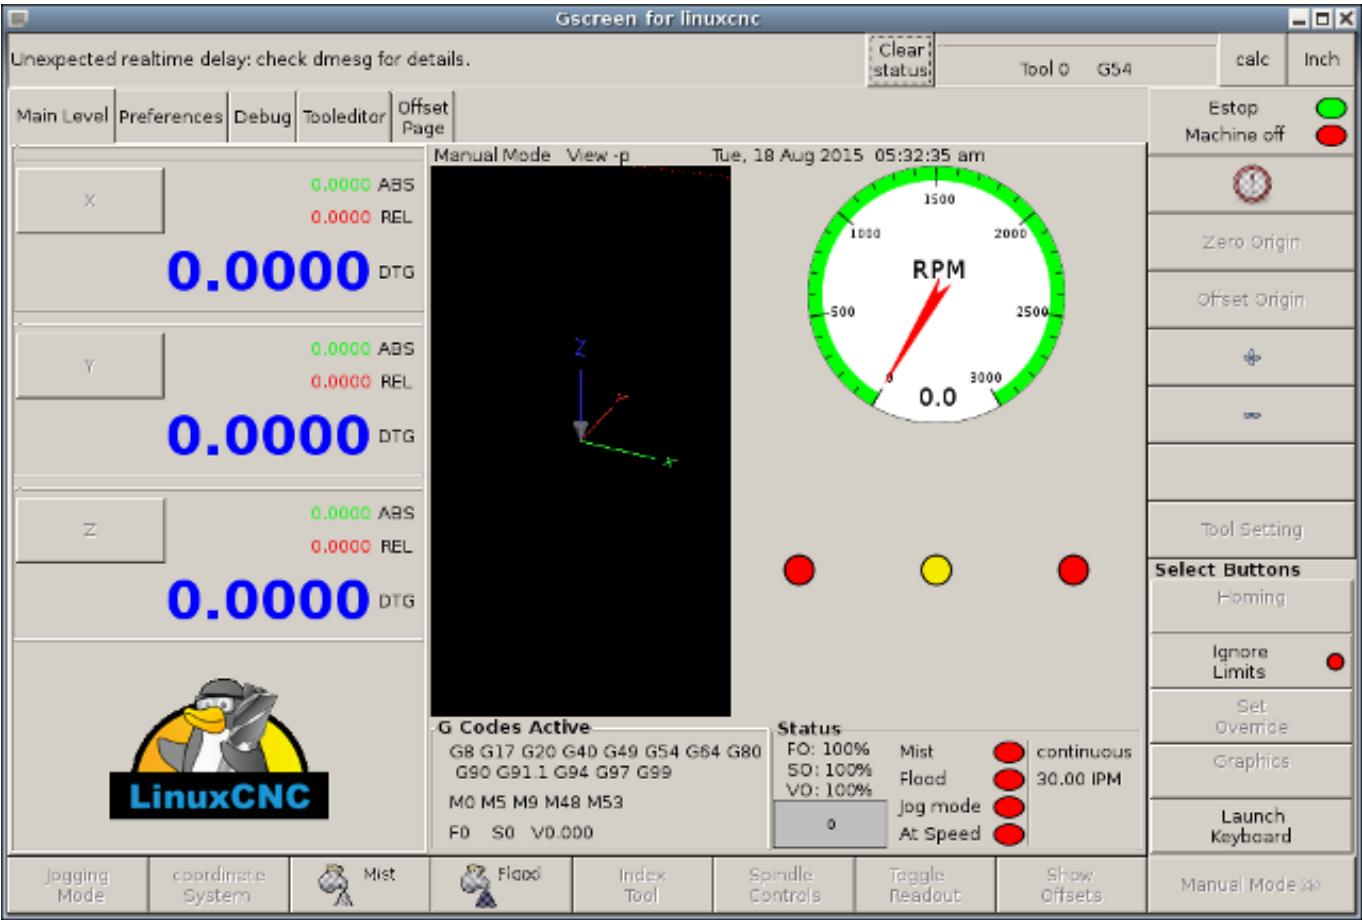 Gscreen for linuxcnc
Unexpected realtime delay: check dmesg for details.
Clear
status
Tool 0 G54
calc
Inch
Main Level
Preferences
Debug
Tooleditor
Offset
Page
Estop
Machine off
Manual Mode View -p Tue, 18 Aug 2015 05:32:35 am
X
0.0000 ABS
0.0000 REL
0.0000 DTG
Y
0.0000 ABS
0.0000 REL
0.0000 DTG
Z
0.0000 ABS
0.0000 REL
0.0000 DTG
LinuxCNC
Z
Y
X
RPM
0
500
1000
1500
2000
2500
3000
0.0
G Codes Active
G8 G17 G20 G40 G49 G54 G64 G80
G90 G91.1 G94 G97 G99
M0 M5 M9 M48 M53
F0 S0 V0.000
Status
FO: 100%
SO: 100%
VO: 100%
0
Mist
Flood
Jog mode
At Speed
continuous
30.00 IPM
Zero Origin
Offset Origin
Tool Setting
Select Buttons
Homing
Ignore
Limits
Set
Override
Graphics
Launch
Keyboard
Jogging
Mode
coordinate
System
Mist
Flood
Index
Tool
Spindle
Controls
Toggle
Readout
Show
Offsets
Manual Mode >>